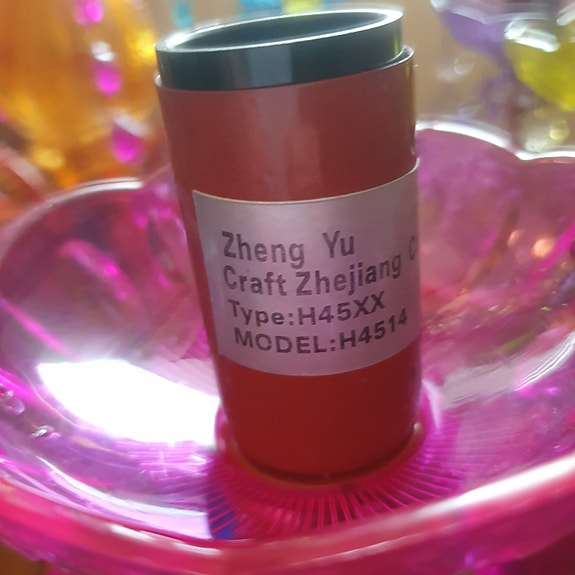 Zheng Yu
Craft Zhejiang
Type:H45XX
MODEL:H4514